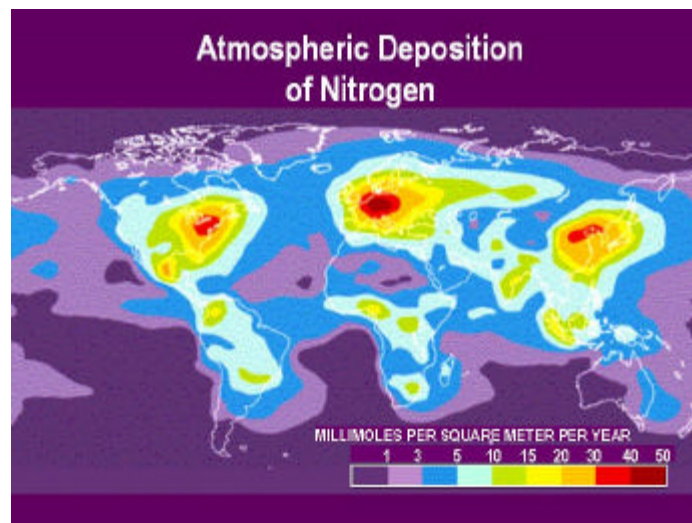 Atmospheric Deposition
of Nitrogen
MILLIMOLES PER SQUARE METER PER YEAR
1 3 5 10 15 20 30 40 50